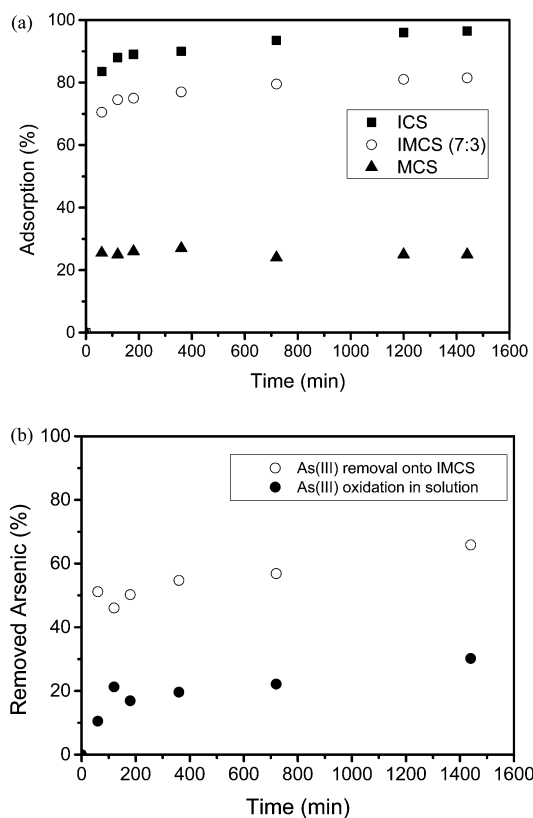 (a)
100
80
60
40
20
0
Adsorption (%)
ICS
IMCS (7:3)
MCS
0 200 400 600 800 1000 1200 1400 1600
Time (min)
(b)
100
80
60
40
20
0
Removed Arsenic (%)
As(III) removal onto IMCS
As(III) oxidation in solution
0 200 400 600 800 1000 1200 1400 1600
Time (min)